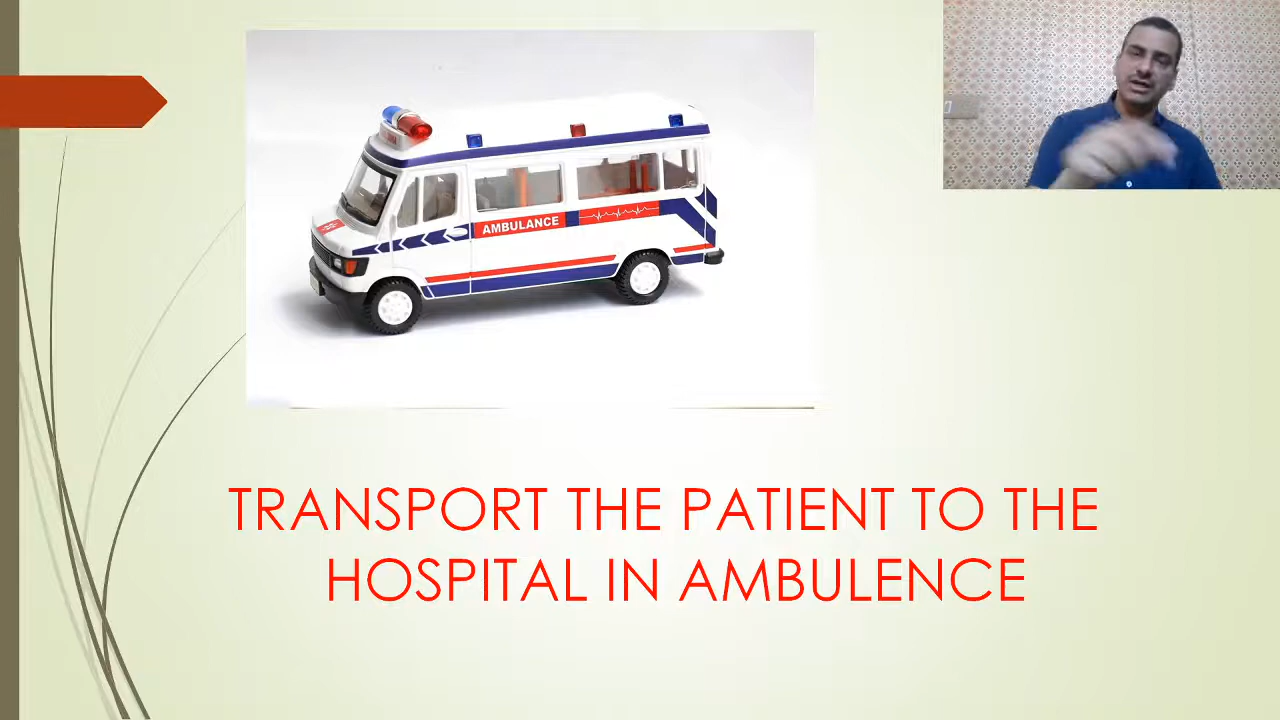 AMBULANCE
TRANSPORT THE PATIENT TO THE
HOSPITAL IN AMBULENCE